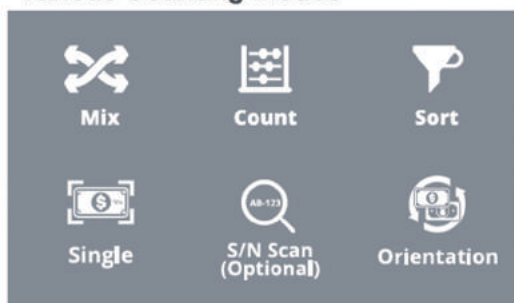 Mix
Count
Sort
AB-123
Single
S/N Scan
(Optional)
Orientation